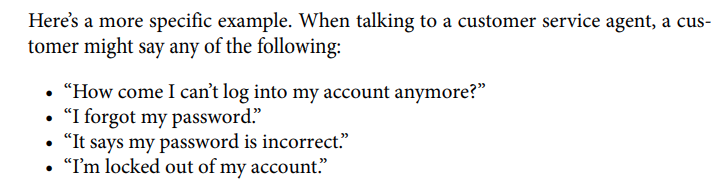 Here’s a more specific example. When talking to a customer service agent, a cus-
tomer might say any of the following:
• “How come I can’t log into my account anymore?”
• “I forgot my password.”
• “It says my password is incorrect.”
• “I’m locked out of my account.”